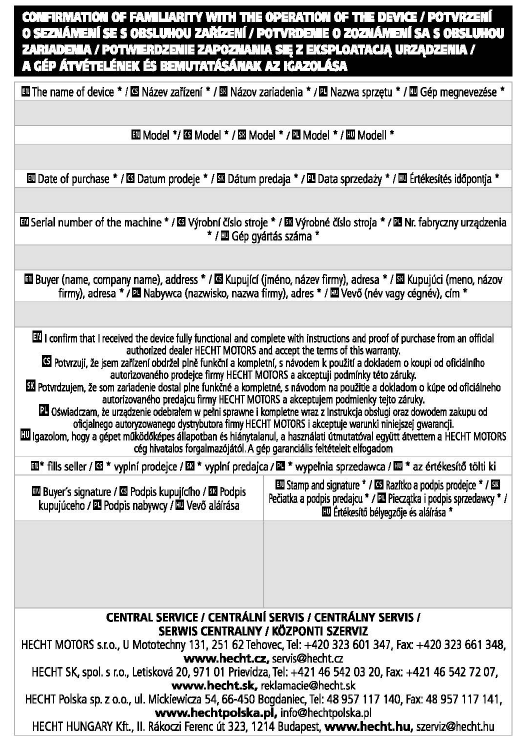 CONFIRMATION OF FAMILIARITY WITH THE OPERATION OF THE DEVICE / POTVRZENÍ
O SEZNÁMENÍ SE S OBSLUHOU ZAŘÍZENÍ / POTVRDENIE O ZOZNÁMENÍ SA S OBSLUHOU
ZARIADENIA / POTWIERDZENIE ZAPOZNANIA SIĘ Z EKSPLOATACJĄ URZĄDZENIA /
A GÉP ÁTVÉTELÉNEK ÉS BEMUTATÁSÁNAK AZ IGAZOLÁSA
EN The name of device * / CS Název zařízení * / SK Názov zariadenia * / PL Nazwa sprzętu * / HU Gép megnevezése *
EN Model */ CS Model * / SK Model * / PL Model * / HU Modell *
EN Date of purchase * / CS Datum prodeje * / SK Dátum predaja * / PL Data sprzedaży * / HU Értékesítés időpontja *
EN Serial number of the machine * / CS Výrobní číslo stroje * / SK Výrobné číslo stroja * / PL Nr. fabryczny urządzenia
* / HU Gép gyártás száma *
EN Buyer (name, company name), address * / CS Kupující (jméno, název firmy), adresa * / SK Kupujúci (meno, názov
firmy), adresa * / PL Nabywca (nazwisko, nazwa firmy), adres * / HU Vevő (név vagy cégnév), cím *
EN I confirm that I received the device fully functional and complete with instructions and proof of purchase from an official
authorized dealer HECHT MOTORS and accept the terms of this warranty.
CS Potvrzuji, že jsem zařízení obdržel plně funkční a kompletní, s návodem k použití a dokladem o koupi od oficiálního
autorizovaného prodejce firmy HECHT MOTORS a akceptuji podmínky této záruky.
SK Potvrdzujem, že som zariadenie dostal plne funkčné a kompletné, s návodom na použitie a dokladom o kúpe od oficiálneho
autorizovaného predajcu firmy HECHT MOTORS a akceptujem podmienky tejto záruky.
PL Oświadczam, że urządzenie odebrałem w pełni sprawne i kompletne wraz z instrukcja obsługi oraz dowodem zakupu od
oficjalnego autoryzowanego dystrybutora firmy HECHT MOTORS i akceptuje warunki niniejszej gwarancji.
HU Igazolom, hogy a gépet működőképes állapotban és hiánytalanul, a használati útmutatóval együtt átvettem a HECHT MOTORS
cég hivatalos forgalmazójától. A gép garanciális feltételeit elfogadom
EN * fills seller / CS * vyplní prodejce / SK * vyplní predajca / PL * wypełnia sprzedawca / HU * az értékesítő tölti ki
EN Buyer's signature / CS Podpis kupujícího / SK Podpis
kupujúceho / PL Podpis nabywcy / HU Vevő aláírása
EN Stamp and signature * / CS Razítko a podpis prodejce * / SK
Pečiatka a podpis predajcu * / PL Pieczątka i podpis sprzedawcy * /
HU Értékesítő bélyegzője és aláírása *
CENTRAL SERVICE / CENTRÁLNÍ SERVIS / CENTRÁLNY SERVIS /
SERWIS CENTRALNY / KÖZPONTI SZERVIZ
HECHT MOTORS s.r.o., U Mototechny 131, 251 62 Tehovec, Tel: +420 323 601 347, Fax: +420 323 661 348,
www.hecht.cz, servis@hecht.cz
HECHT SK, spol. s r.o., Letisková 20, 971 01 Prievidza, Tel: +421 46 542 03 20, Fax: +421 46 542 72 07,
www.hecht.sk, reklamacie@hecht.sk
HECHT Polska sp. z o.o., ul. Mickiewicza 54, 66-450 Bogdaniec, Tel: 48 957 117 140, Fax: 48 957 117 141,
www.hechtpolska.pl, info@hechtpolska.pl
HECHT HUNGARY Kft., II. Rákoczi Ferenc út 323, 1214 Budapest, www.hecht.hu, szerviz@hecht.hu